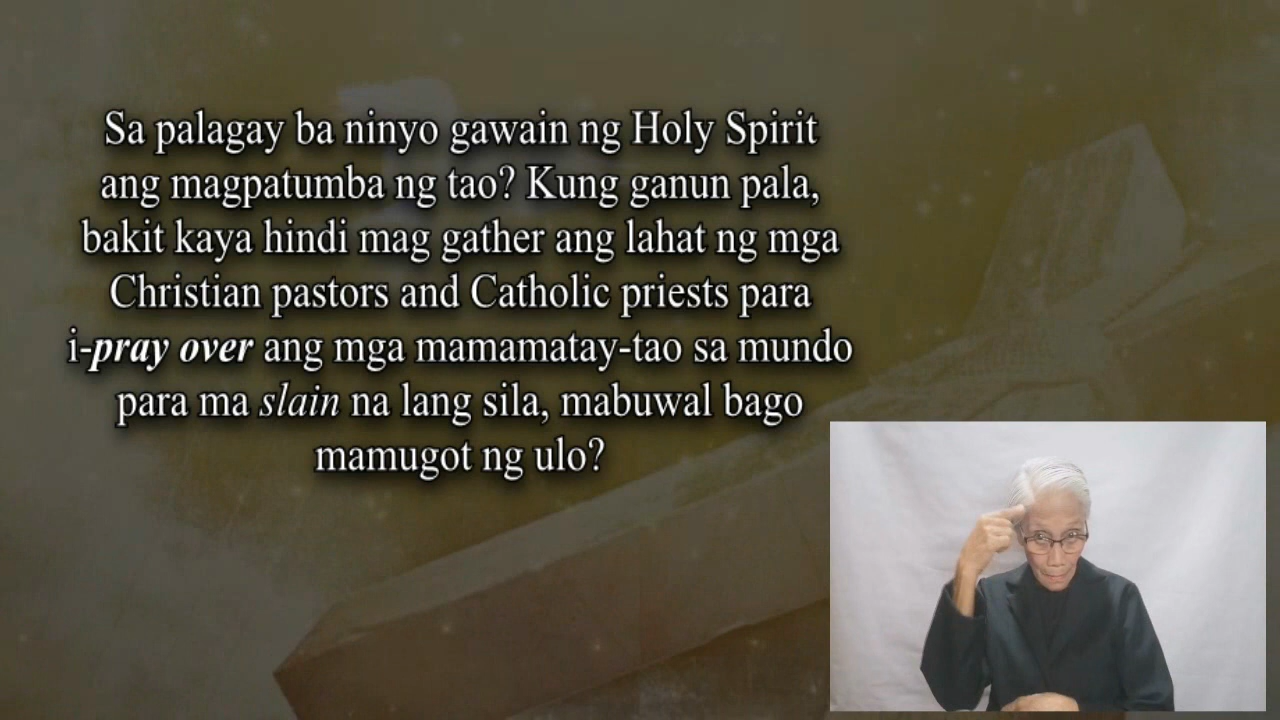 Sa palagay ba ninyo gawain ng Holy Spirit
ang magpatumba ng tao? Kung ganun pala,
bakit kaya hindi mag gather ang lahat ng mga
Christian pastors and Catholic priests para
i-pray over ang mga mamamatay-tao sa mundo
para ma slain na lang sila, mabuwal bago
mamugot ng ulo?